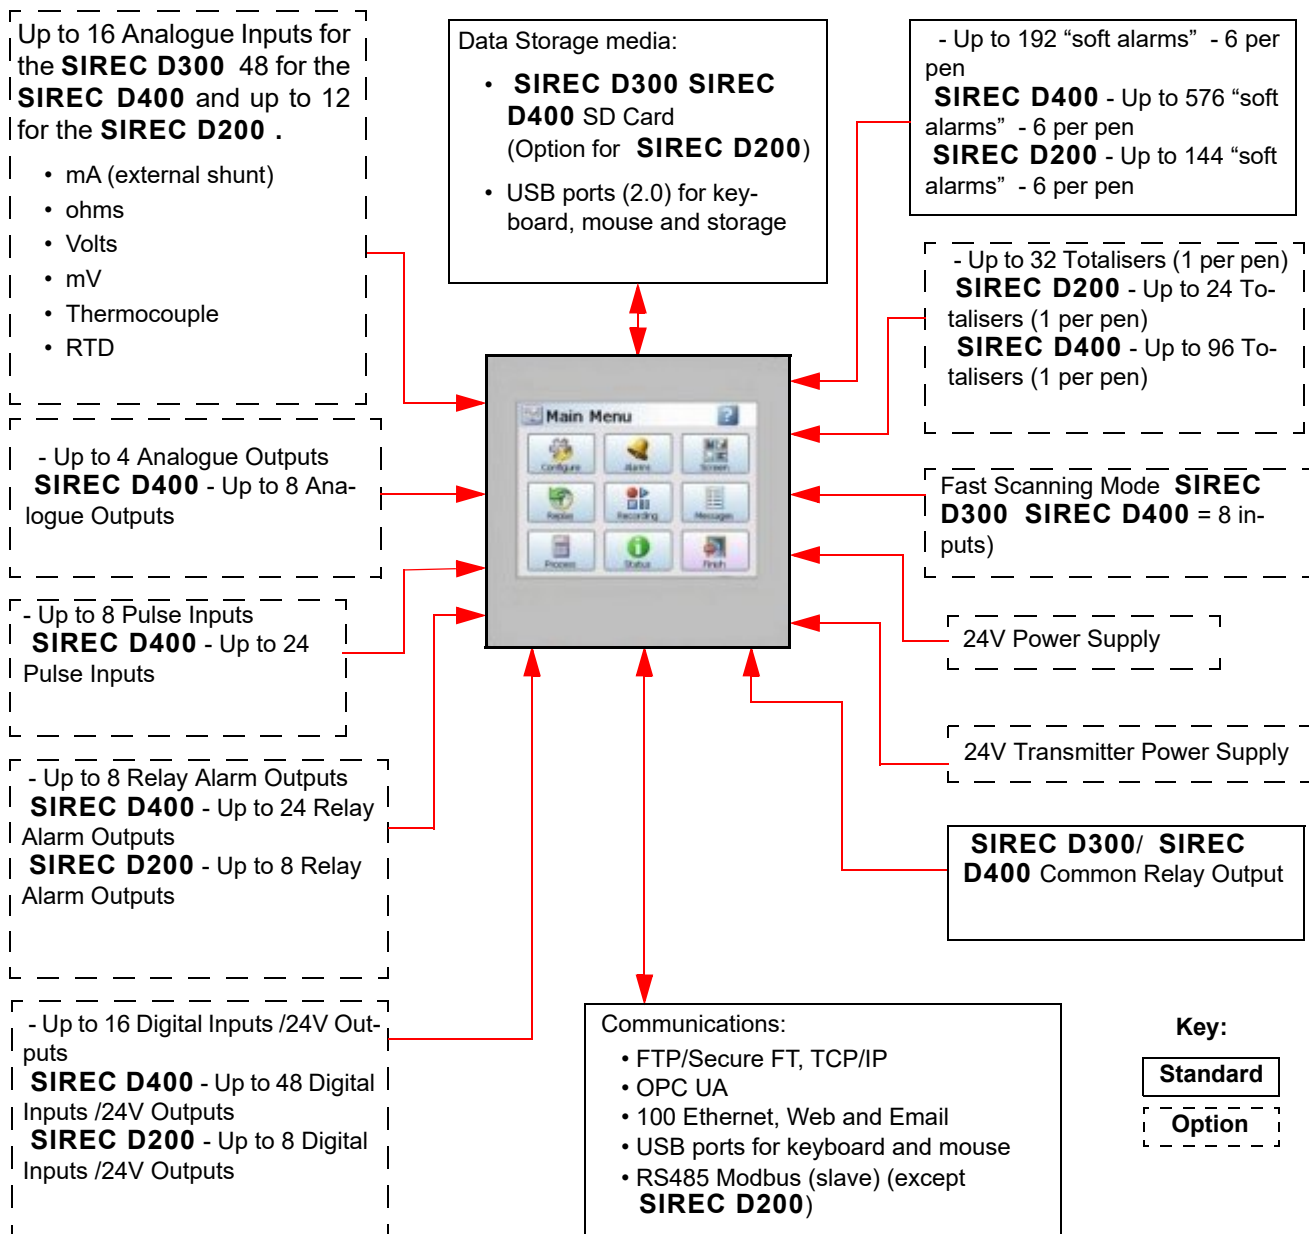 Up to 16 Analogue Inputs for
the SIREC D300 48 for the
SIREC D400 and up to 12
for the SIREC D200 .
• mA (external shunt)
• ohms
• Volts
• mV
• Thermocouple
• RTD
- Up to 4 Analogue Outputs
SIREC D400 - Up to 8 Ana-
logue Outputs
- Up to 8 Pulse Inputs
SIREC D400 - Up to 24
Pulse Inputs
- Up to 8 Relay Alarm Outputs
SIREC D400 - Up to 24 Relay
Alarm Outputs
SIREC D200 - Up to 8 Relay
Alarm Outputs
- Up to 16 Digital Inputs /24V Out-
puts
SIREC D400 - Up to 48 Digital
Inputs /24V Outputs
SIREC D200 - Up to 8 Digital
Inputs /24V Outputs
Data Storage media:
• SIREC D300 SIREC
D400 SD Card
(Option for SIREC D200)
• USB ports (2.0) for key-
board, mouse and storage
Main Menu
?
Configure Alarms Screen
Replay Recording Messages
Process Status Finish
Communications:
• FTP/Secure FT, TCP/IP
• OPC UA
• 100 Ethernet, Web and Email
• USB ports for keyboard and mouse
• RS485 Modbus (slave) (except
SIREC D200)
- Up to 192 “soft alarms” - 6 per
pen
SIREC D400 - Up to 576 “soft
alarms” - 6 per pen
SIREC D200 - Up to 144 “soft
alarms” - 6 per pen
- Up to 32 Totalisers (1 per pen)
SIREC D200 - Up to 24 To-
talisers (1 per pen)
SIREC D400 - Up to 96 To-
talisers (1 per pen)
Fast Scanning Mode SIREC
D300 SIREC D400 = 8 in-
puts)
24V Power Supply
24V Transmitter Power Supply
SIREC D300/ SIREC
D400 Common Relay Output
Key:
Standard
Option